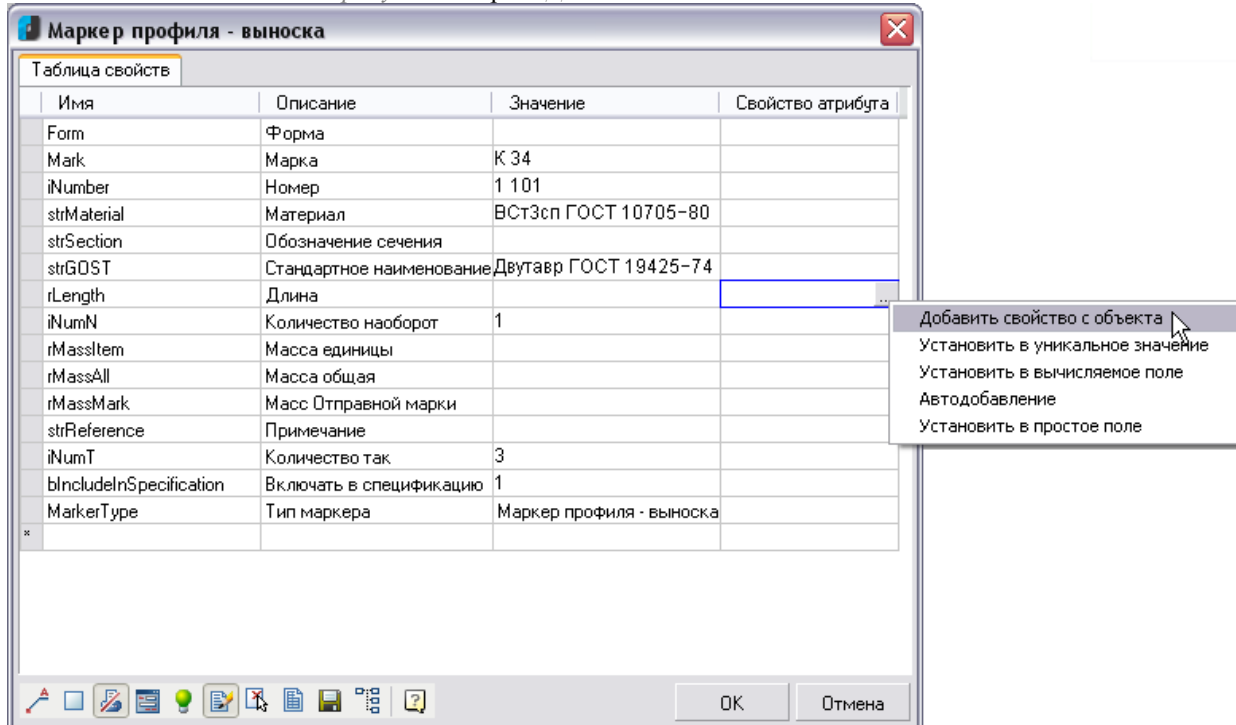 Маркер профиля - выноска
Таблица свойств
Имя Описание Значение Свойство атрибута
Form Форма
Mark Марка К 34
iNumber Номер 1 101
strMaterial Материал ВСт3сп ГОСТ 10705-80
strSection Обозначение сечения
strGOST Стандартное наименование Двутавр ГОСТ 19425-74
rLength Длина ...
iNumN Количество наоборот 1
rMassItem Масса единицы
rMassAll Масса общая
rMassMark Масс Отправной марки
strReference Примечание
iNumT Количество так 3
bIncludeInSpecification Включать в спецификацию 1
MarkerType Тип маркера Маркер профиля - выноска
*
Добавить свойство с объекта
Установить в уникальное значение
Установить в вычисляемое поле
Автодобавление
Установить в простое поле
OK Отмена